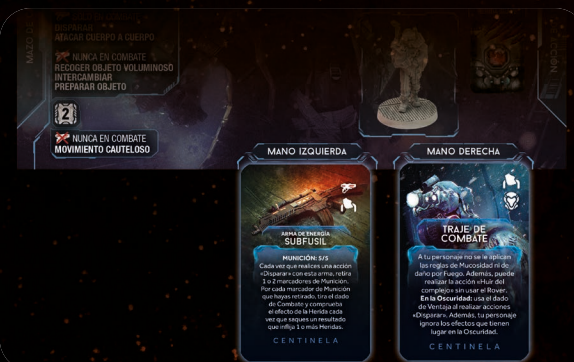 DISPARAR
ATACAR CUERPO A CUERPO
NUNCA EN COMBATE
RECOGER OBJETO VOLUMINOSO
INTERCAMBIAR
PREPARAR OBJETO
2
NUNCA EN COMBATE
MOVIMIENTO CAUTELOSO
MANO IZQUIERDA
ARMA DE ENERGÍA
SUBFUSIL
MUNICIÓN: 5/5
Cada vez que realices una acción
«Disparar» con este arma, retira
1 o 2 marcadores de Munición.
Por cada marcador de Munición
que hayas retirado, tira el dado
de Combate y comprueba
el efecto de la Herida cada
vez que saques un resultado
que inflija 1 o más Heridas.
CENTINELA
MANO DERECHA
TRAJE DE
COMBATE
A tu personaje no se le aplican
las reglas de Mucosidad ni de
daño por Fuego. Además, puede
realizar la acción «Huir del
complejo» sin usar el Rover.
En la Oscuridad: usa el dado
de Ventaja al realizar acciones
«Disparar». Además, tu personaje
ignora los efectos que tienen
lugar en la Oscuridad.
CENTINELA